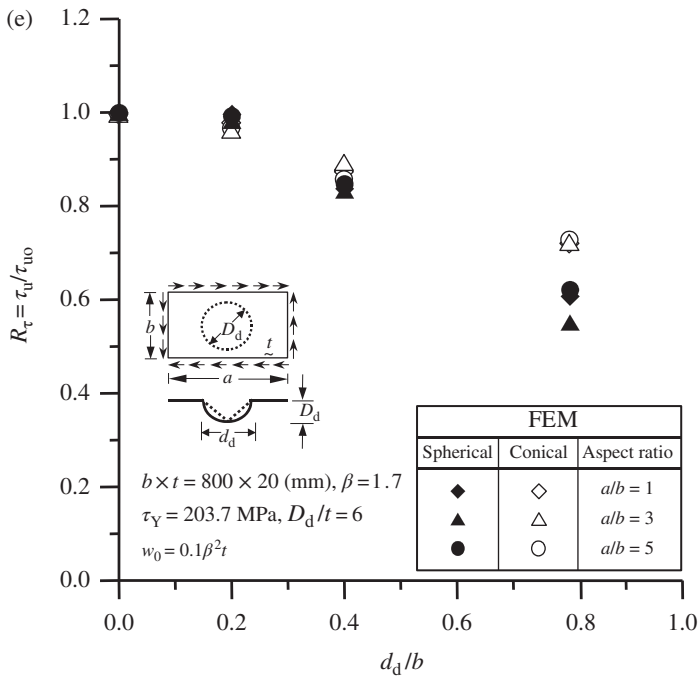 (e)
1.2
1.0
0.8
0.6
0.4
0.2
0.0
R_τ = τ_u/τ_uo
b
D_d
t
~
a
D_d
d_d
b × t = 800 × 20 (mm), β = 1.7
τ_Y = 203.7 MPa, D_d/t = 6
w_0 = 0.1β²t
FEM
Spherical Conical Aspect ratio
a/b = 1
a/b = 3
a/b = 5
0.0 0.2 0.4 0.6 0.8 1.0
d_d/b